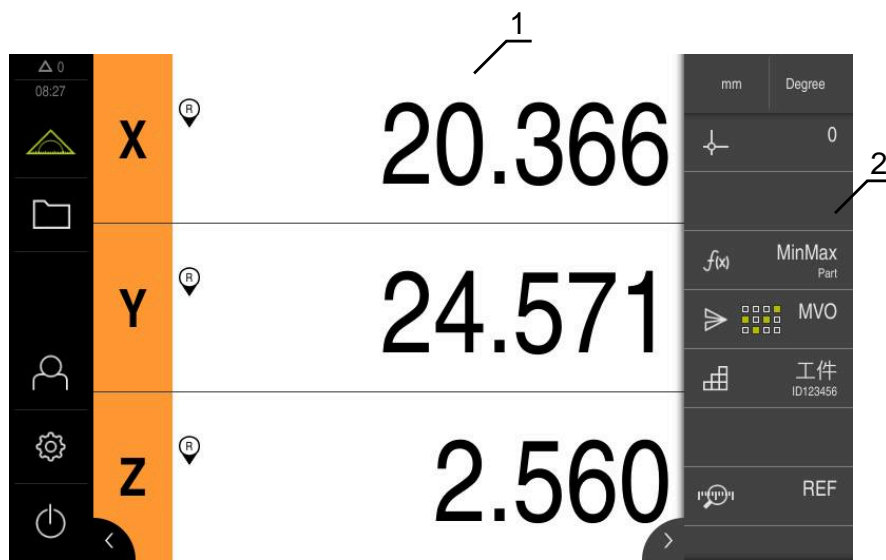 1
0
08:27
X
R
20.366
mm
Degree
0
2
Y
R
24.571
f(x)
MinMax
Part
MVO
工件
ID123456
Z
R
2.560
REF